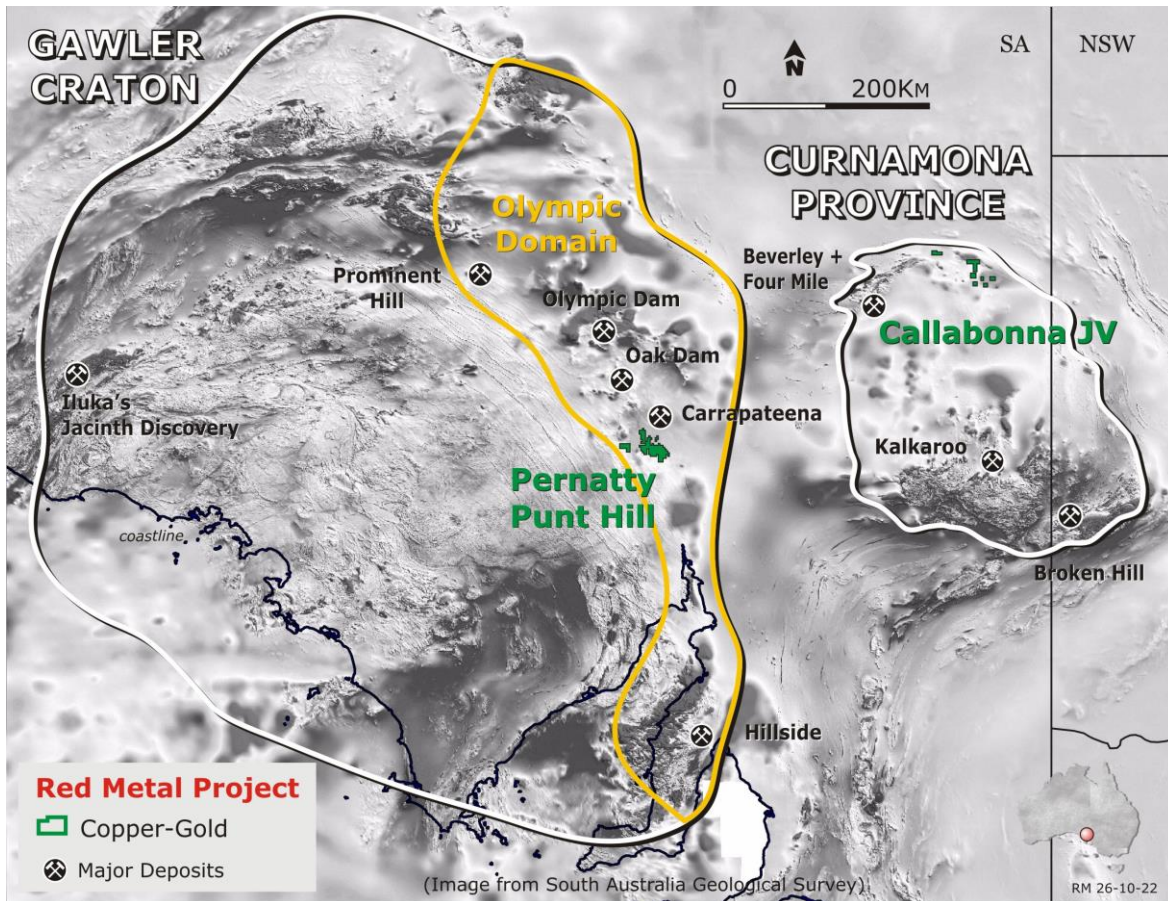 GAWLER
CRATON
SA
NSW
N
0
200KM
CURNAMONA
PROVINCE
Olympic
Domain
Beverley +
Four Mile
Prominent
Hill
Olympic Dam
Callabonna JV
Oak Dam
Iluka's
Jacinth Discovery
Carrapateena
Kalkaroo
Pernatty
Punt Hill
coastline
Broken Hill
Hillside
Red Metal Project
Copper-Gold
Major Deposits
(Image from South Australia Geological Survey)
RM 26-10-22